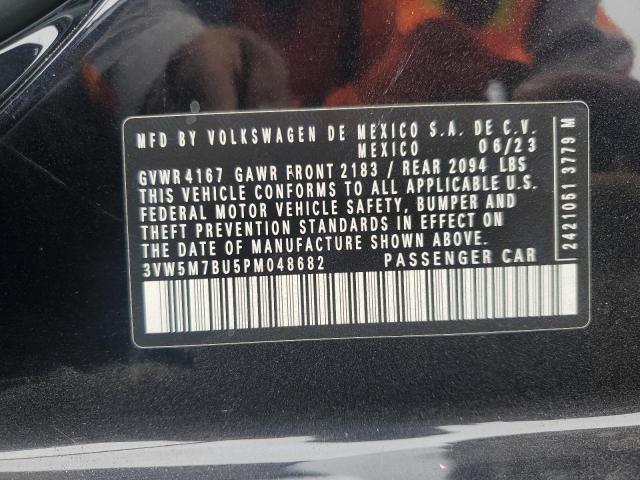 MFD BY VOLKSWAGEN DE MEXICO S.A. DE C.V.
MEXICO 06/23
GVWR 4167 GAWR FRONT 2183 / REAR 2094 LBS
THIS VEHICLE CONFORMS TO ALL APPLICABLE U.S.
FEDERAL MOTOR VEHICLE SAFETY, BUMPER AND
THEFT PREVENTION STANDARDS IN EFFECT ON
THE DATE OF MANUFACTURE SHOWN ABOVE.
3VW5M7BU5PM048682 PASSENGER CAR
2421061 3779 M